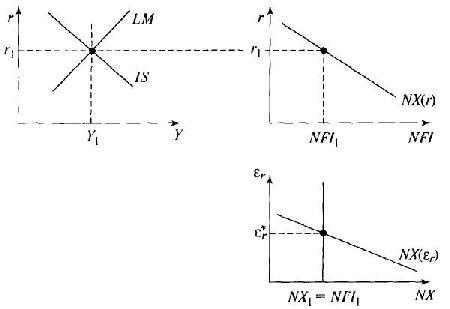 r
LM
r₁
IS
Y₁
Y
r
r₁
NX(r)
NFI₁
NFI
εᵣ
εᵣ*
NX(εᵣ)
NX₁ = NFI₁
NX